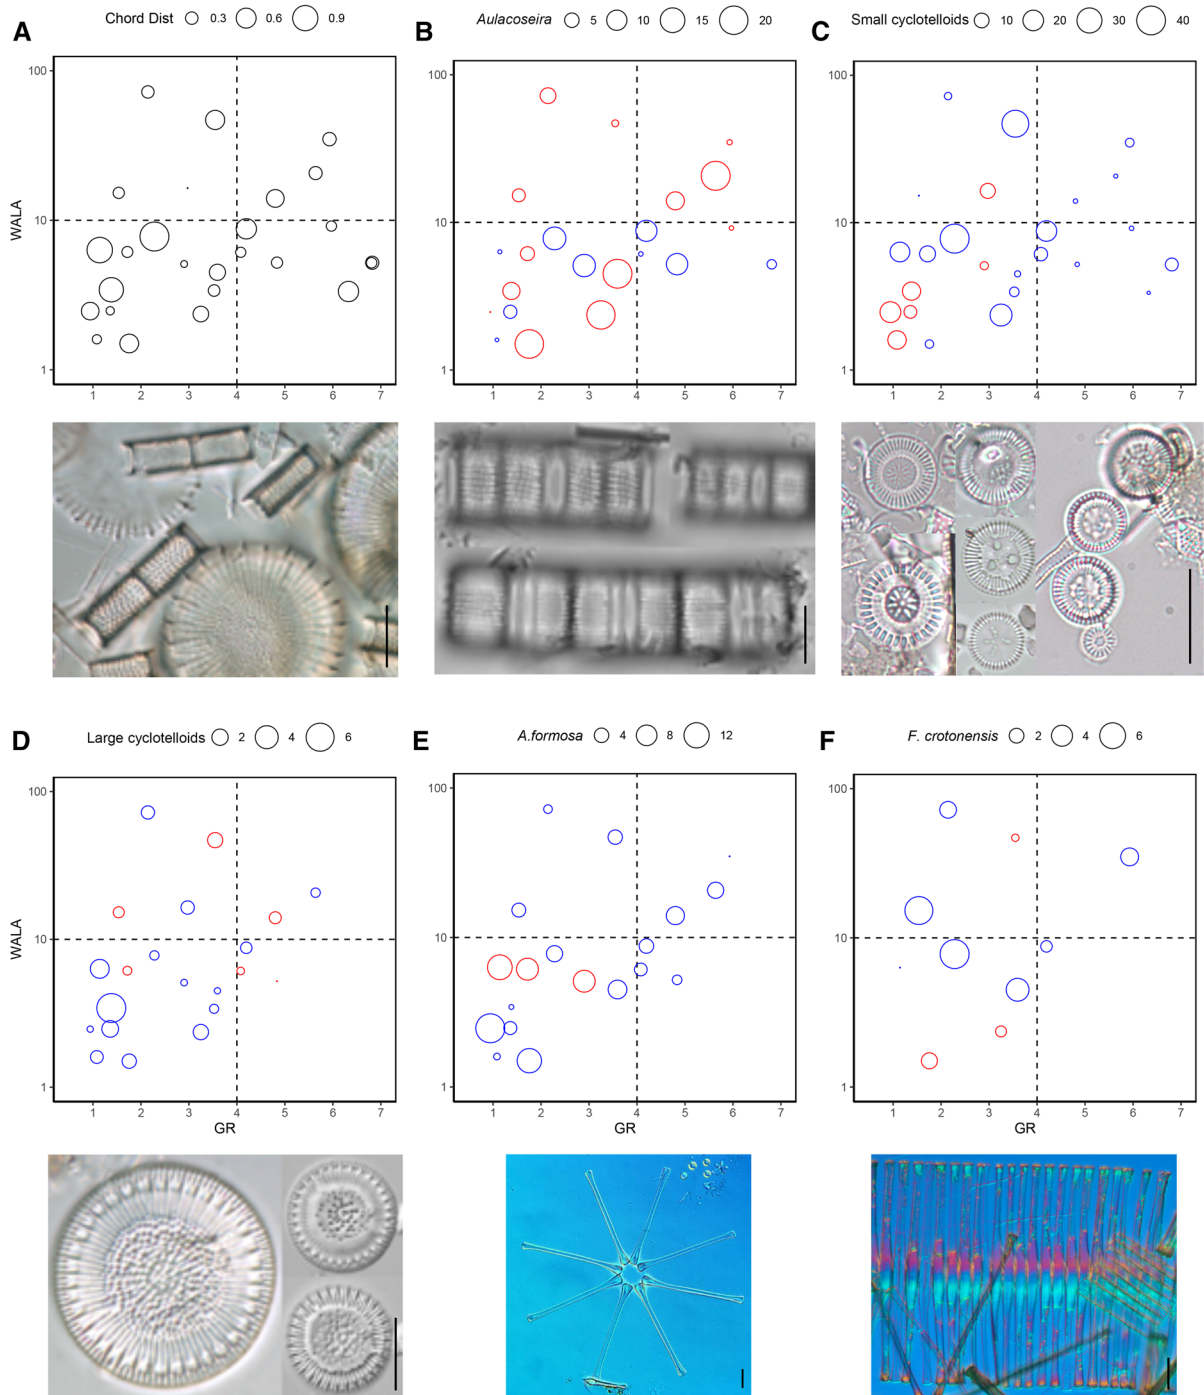 A Chord Dist 0.3 0.6 0.9
B Aulacoseira 5 10 15 20
C Small cyclotelloids 10 20 30 40
WALA
100
10
1
1 2 3 4 5 6 7
100
10
1
1 2 3 4 5 6 7
100
10
1
1 2 3 4 5 6 7
D Large cyclotelloids 2 4 6
E A.formosa 4 8 12
F F. crotonensis 2 4 6
WALA
100
10
1
1 2 3 4 5 6 7
GR
100
10
1
1 2 3 4 5 6 7
GR
100
10
1
1 2 3 4 5 6 7
GR